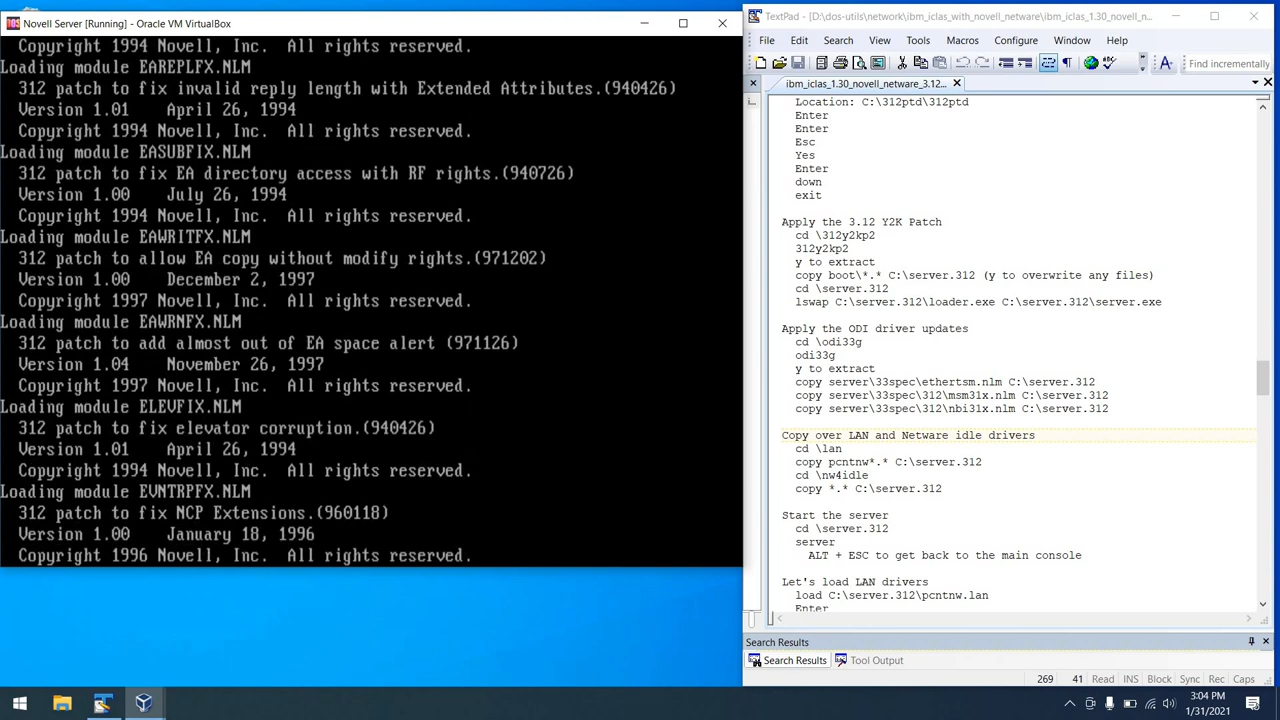 Novell Server [Running] - Oracle VM VirtualBox
Copyright 1994 Novell, Inc.  All rights reserved.
Loading module EAREPLFX.NLM
312 patch to fix invalid reply length with Extended Attributes.(940426)
Version 1.01    April 26, 1994
Copyright 1994 Novell, Inc.  All rights reserved.
Loading module EASUBFIX.NLM
312 patch to fix EA directory access with RF rights.(940726)
Version 1.00    July 26, 1994
Copyright 1994 Novell, Inc.  All rights reserved.
Loading module EAWRITFX.NLM
312 patch to allow EA copy without modify rights.(971202)
Version 1.00    December 2, 1997
Copyright 1997 Novell, Inc.  All rights reserved.
Loading module EAWRNFX.NLM
312 patch to add almost out of EA space alert (971126)
Version 1.04    November 26, 1997
Copyright 1997 Novell, Inc.  All rights reserved.
Loading module ELEVFIX.NLM
312 patch to fix elevator corruption.(940426)
Version 1.01    April 26, 1994
Copyright 1994 Novell, Inc.  All rights reserved.
Loading module EVNTRPFX.NLM
312 patch to fix NCP Extensions.(960118)
Version 1.00    January 18, 1996
Copyright 1996 Novell, Inc.  All rights reserved.
TextPad - [D:\dos-utils\network\ibm_iclas_with_novell_netware\ibm_iclas_1.30_novell_n...
File Edit Search View Tools Macros Configure Window Help
Find incrementally
ibm_iclas_1.30_novell_netware_3.12...
Location: C:\312ptd\312ptd
Enter
Enter
Esc
Yes
Enter
down
exit
Apply the 3.12 Y2K Patch
cd \312y2kp2
312y2kp2
y to extract
copy boot\*.* C:\server.312 (y to overwrite any files)
cd \server.312
lswap C:\server.312\loader.exe C:\server.312\server.exe
Apply the ODI driver updates
cd \odi33g
odi33g
y to extract
copy server\33spec\ethertsm.nlm C:\server.312
copy server\33spec\312\msm31x.nlm C:\server.312
copy server\33spec\312\nbi31x.nlm C:\server.312
Copy over LAN and Netware idle drivers
cd \lan
copy pcntnw*.* C:\server.312
cd \nw4idle
copy *.* C:\server.312
Start the server
cd \server.312
server
ALT + ESC to get back to the main console
Let's load LAN drivers
load C:\server.312\pcntnw.lan
Enter
Search Results
Search Results Tool Output
269 41 Read INS Block Sync Rec Caps
3:04 PM
1/31/2021